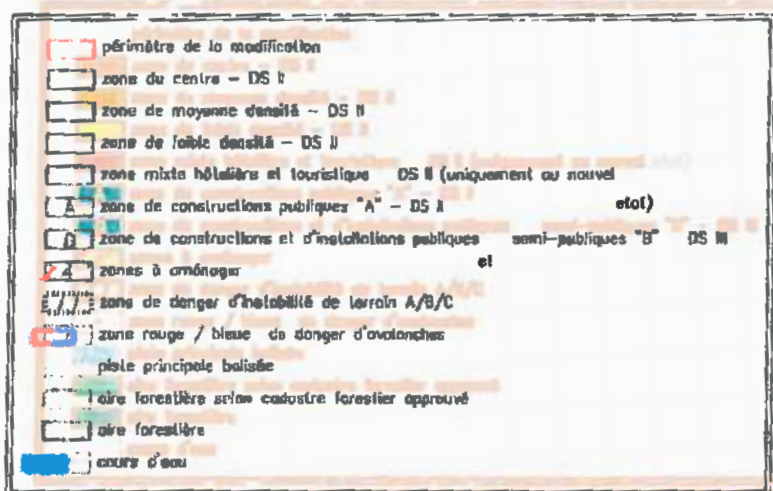 périmètre de la modification
zone du centre – DS II
zone de moyenne densité – DS II
zone de faible densité – DS II
zone mixte hôtelière et touristique DS II (uniquement au nouvel
état)
A zone de constructions publiques "A" – DS II
B zone de constructions et d'installations publiques semi-publiques "B" DS III
et
zones à aménager
zone de danger d'instabilité de terrain A/B/C
zone rouge / bleue de danger d'avalanches
piste principale balisée
aire forestière selon cadastre forestier approuvé
aire forestière
cours d'eau